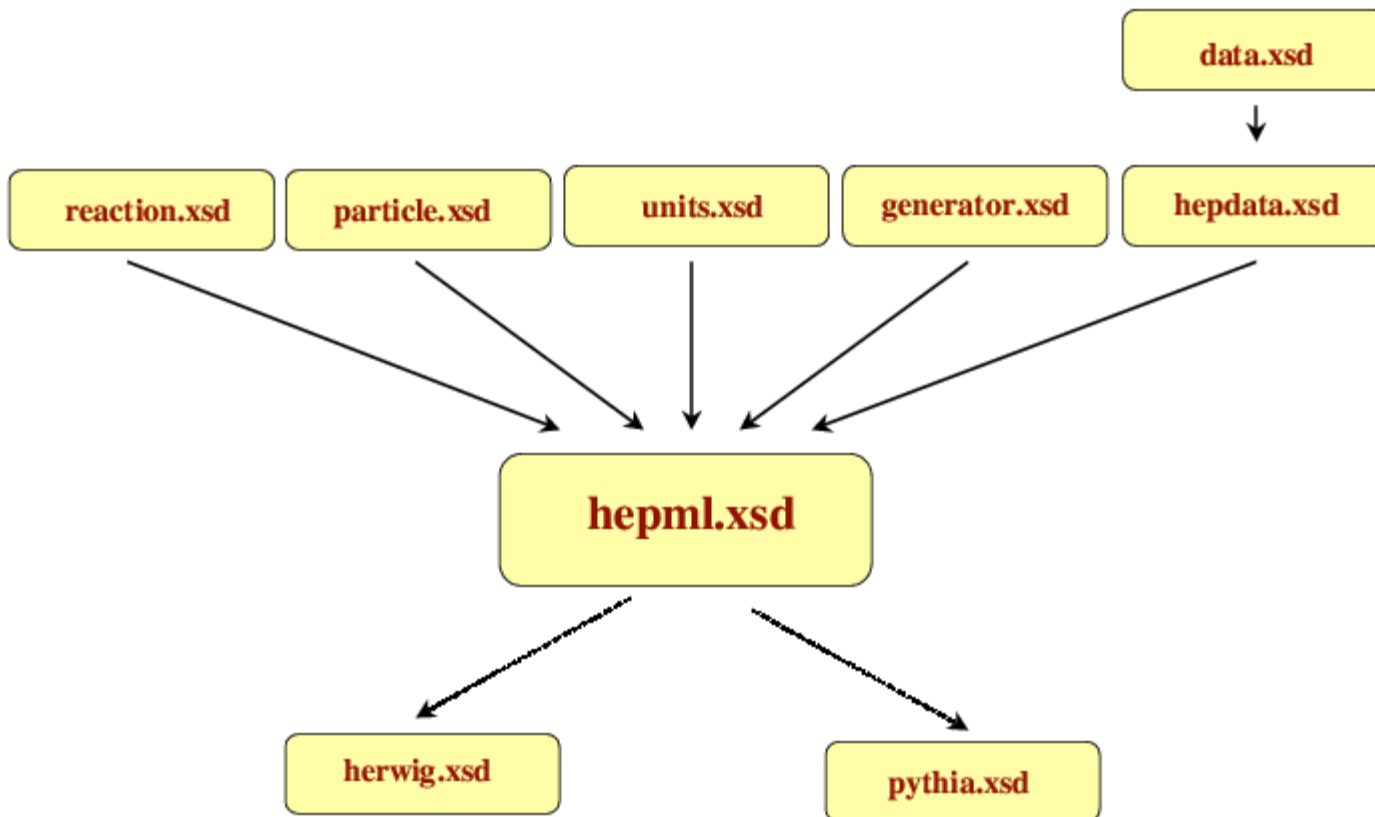 data.xsd
reaction.xsd
particle.xsd
units.xsd
generator.xsd
hepdata.xsd
hepml.xsd
herwig.xsd
pythia.xsd